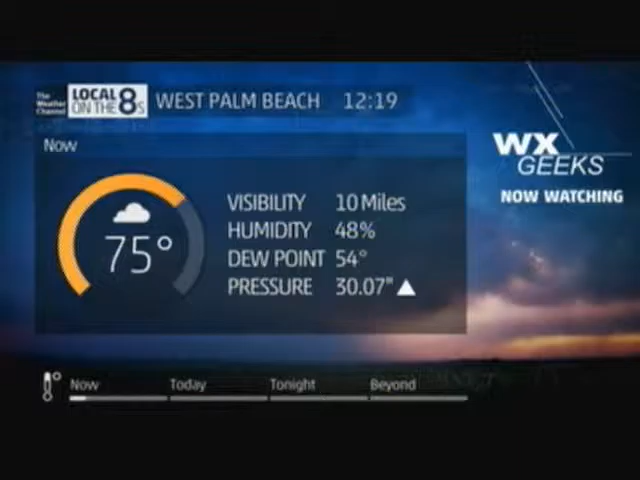 The Weather Channel
LOCAL ON THE 8s
WEST PALM BEACH 12:19
Now
WX
GEEKS
NOW WATCHING
75°
VISIBILITY 10 Miles
HUMIDITY 48%
DEW POINT 54°
PRESSURE 30.07"
Now Today Tonight Beyond